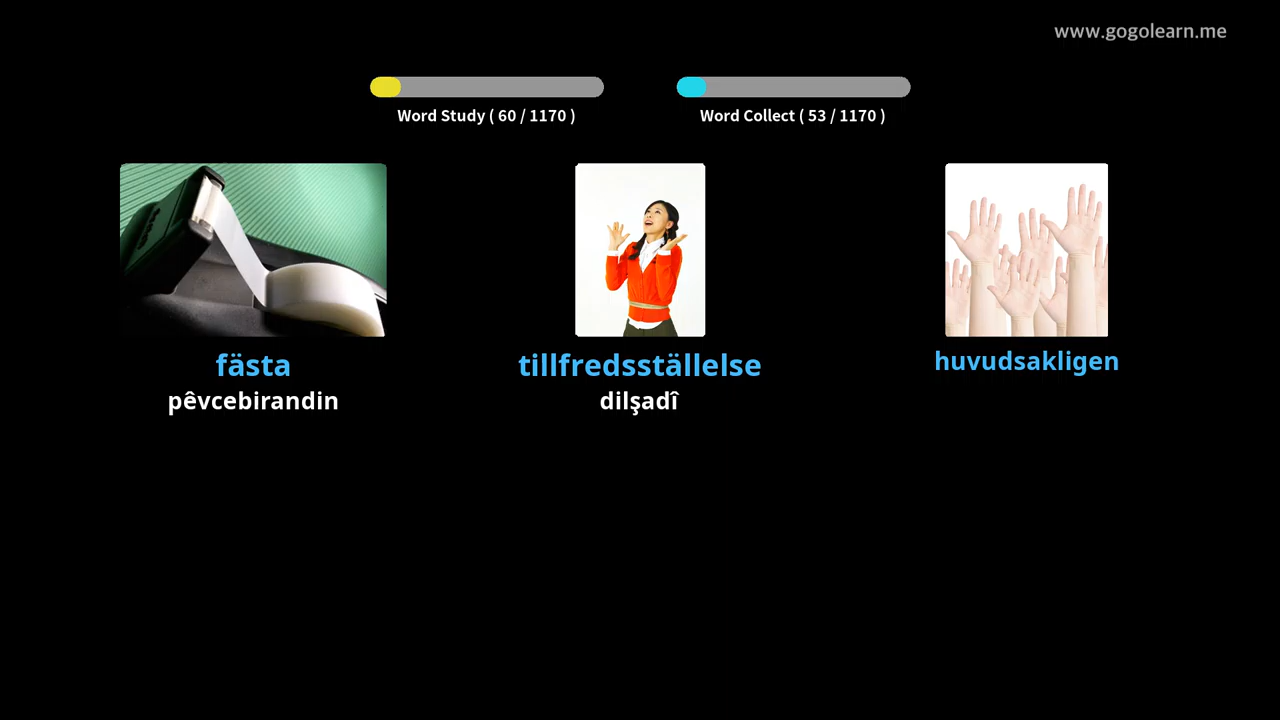 www.gogolearn.me
Word Study ( 60 / 1170 )
Word Collect ( 53 / 1170 )
fästa
pêvcebirandin
tillfredsställelse
dilşadî
huvudsakligen